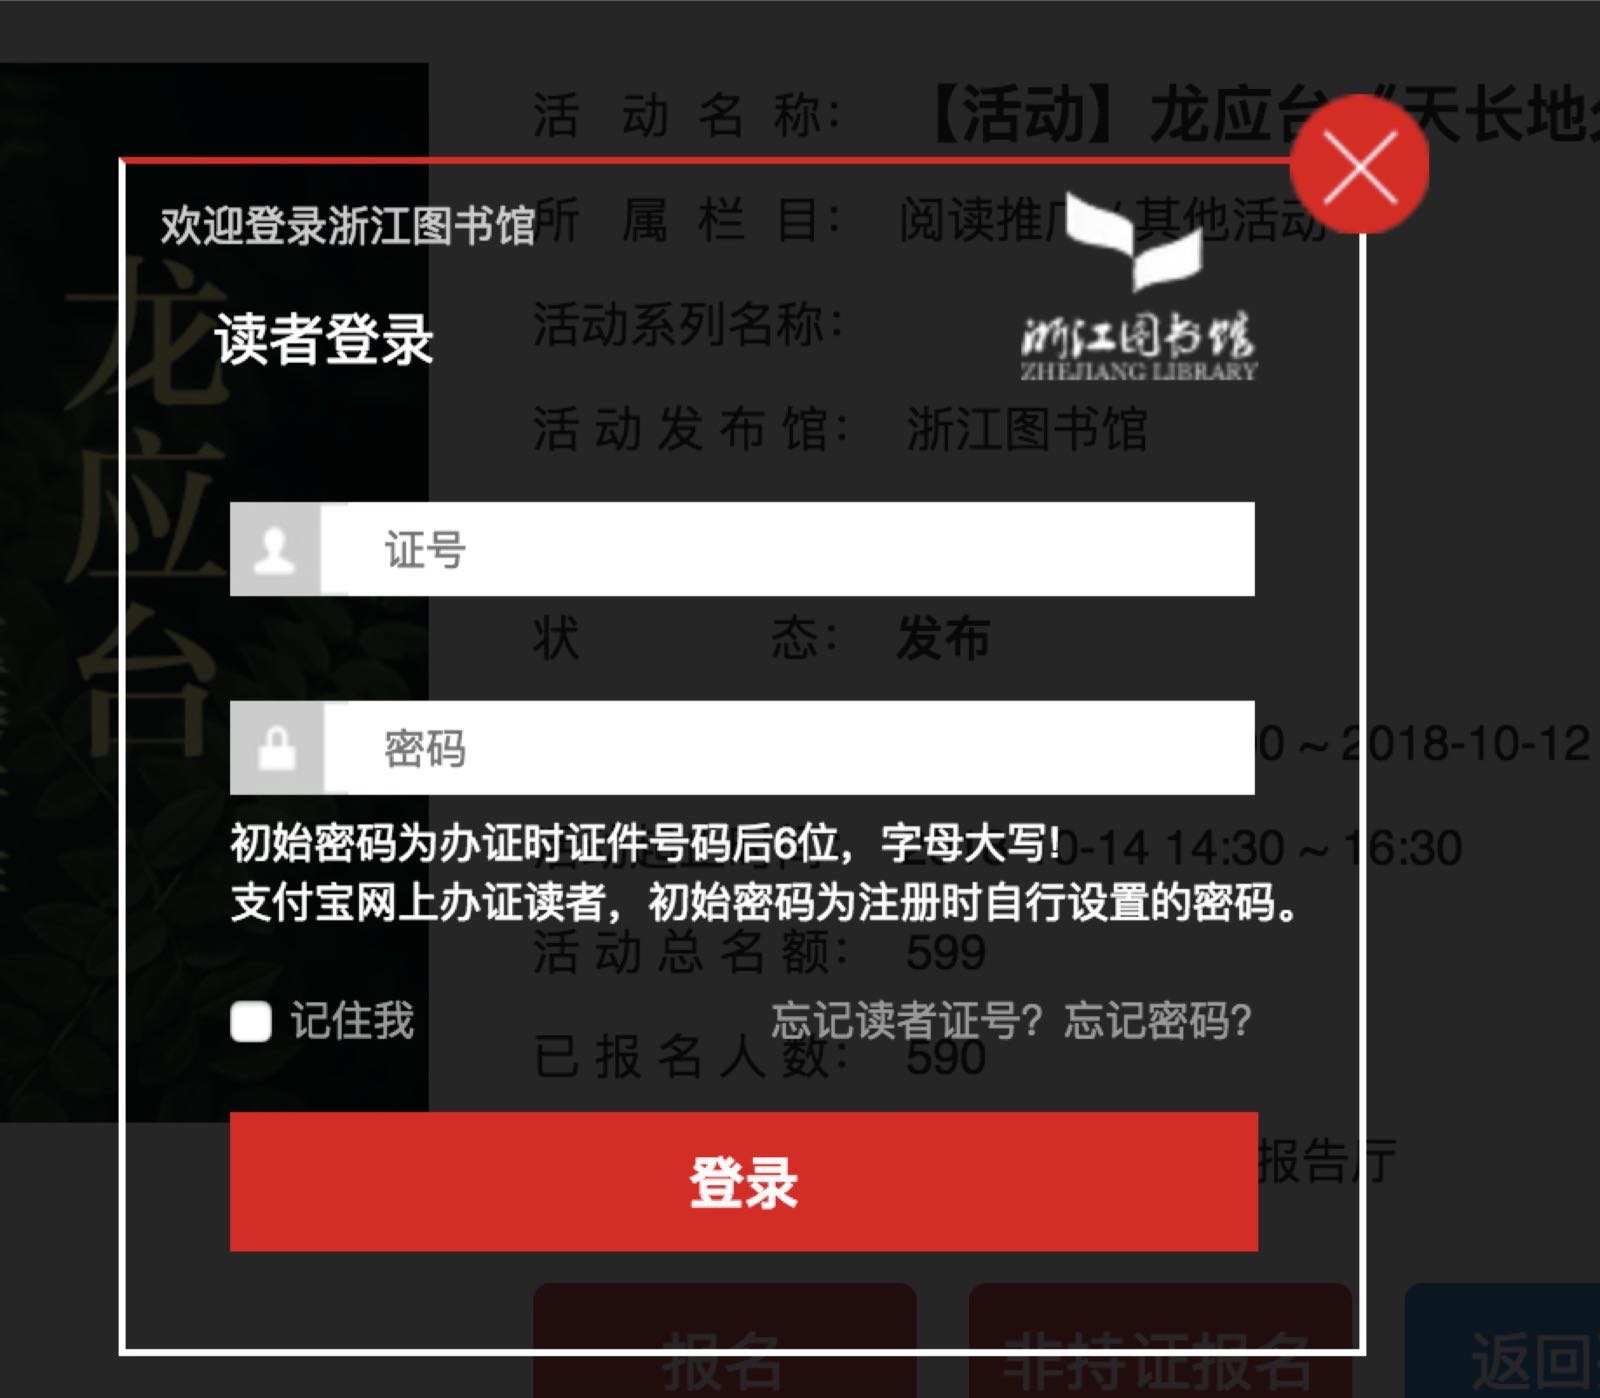 活动名称：【活动】龙应台《天长地
欢迎登录浙江图书馆
所属栏目：阅读推广/其他活动
读者登录
活动系列名称：
浙江图书馆
ZHEJIANG LIBRARY
活动发布馆：浙江图书馆
龙应台
证号
状态：发布
密码
0 ~ 2018-10-12
初始密码为办证时证件号码后6位，字母大写!
10-14 14:30 ~ 16:30
支付宝网上办证读者，初始密码为注册时自行设置的密码。
活动总名额：599
记住我
忘记读者证号? 忘记密码?
已报名人数：590
报告厅
登录
报名
非持证报名
返回